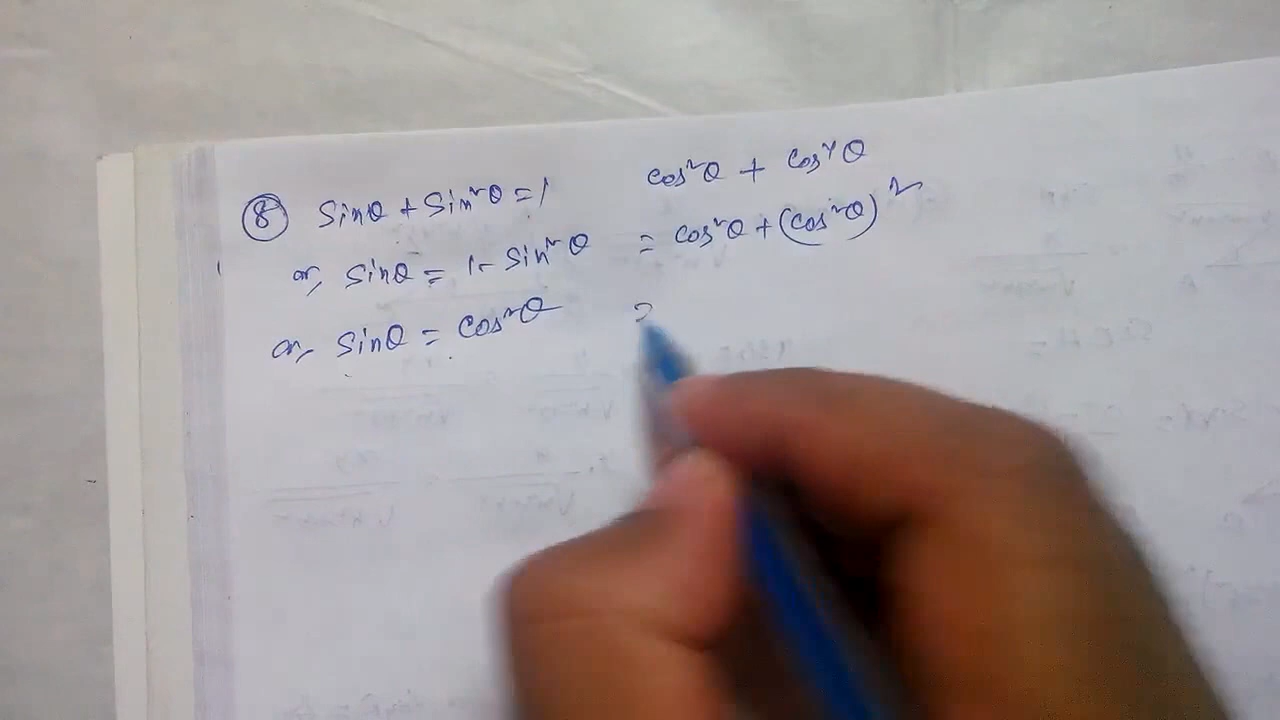 ⑧ Sinθ + Sin²θ = 1
or, Sinθ = 1 - Sin²θ
or, Sinθ = Cos²θ
Cos²θ + Cos⁴θ
= Cos²θ + (Cos²θ)²
=